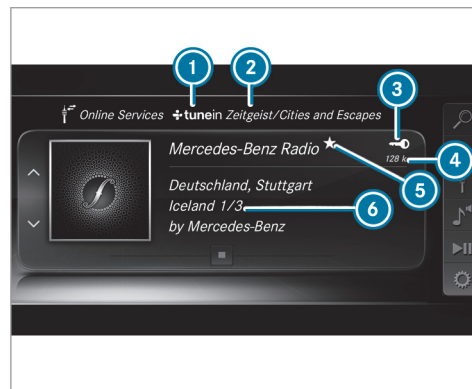 1 2 3
Online Services tunein Zeitgeist/Cities and Escapes
Mercedes-Benz Radio
128 k 4
5
Deutschland, Stuttgart
Iceland 1/3 6
by Mercedes-Benz